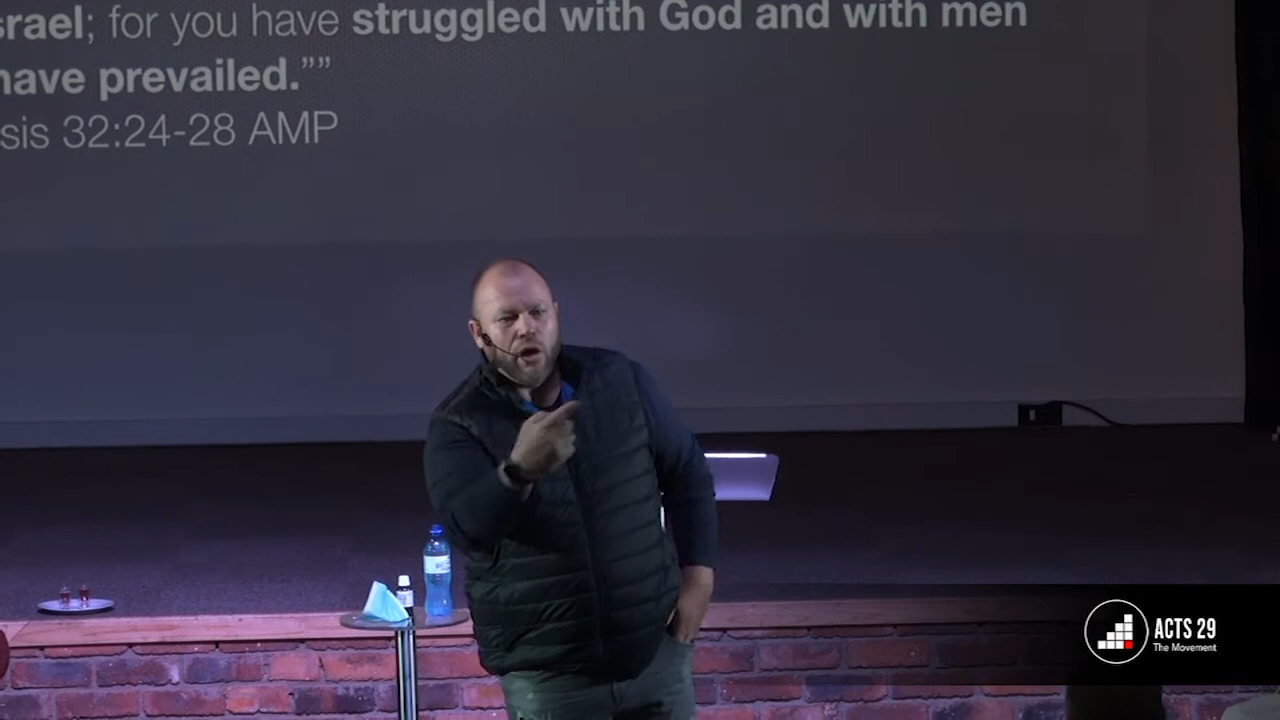 srael; for you have struggled with God and with men
have prevailed.””
sis 32:24-28 AMP
ACTS 29
The Movement